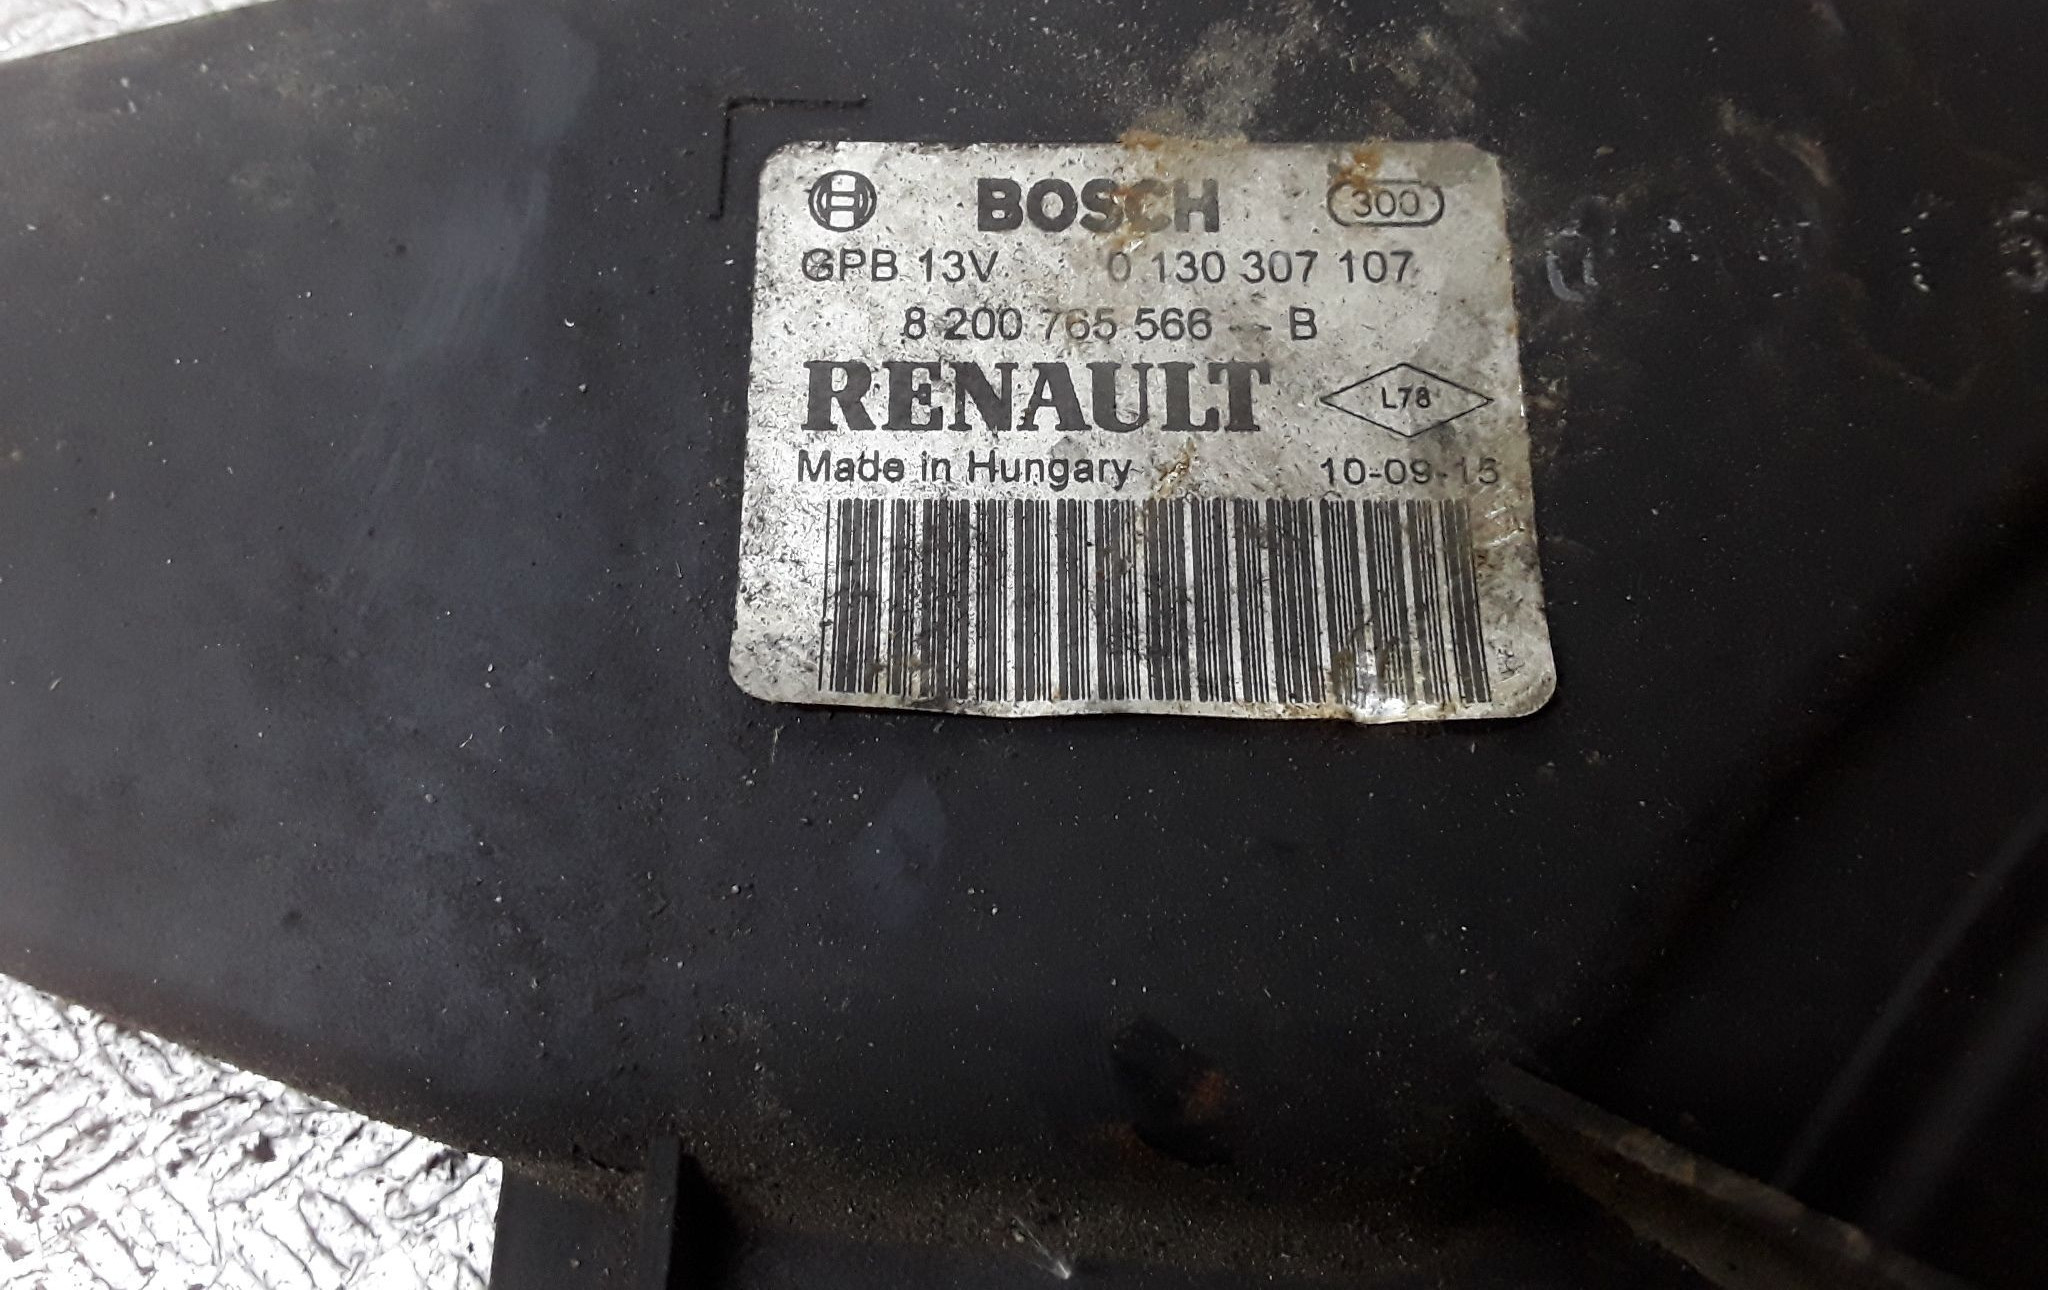 BOSCH 300
GPB 13V 0 130 307 107
8 200 765 566 B
RENAULT L78
Made in Hungary 10-09-15